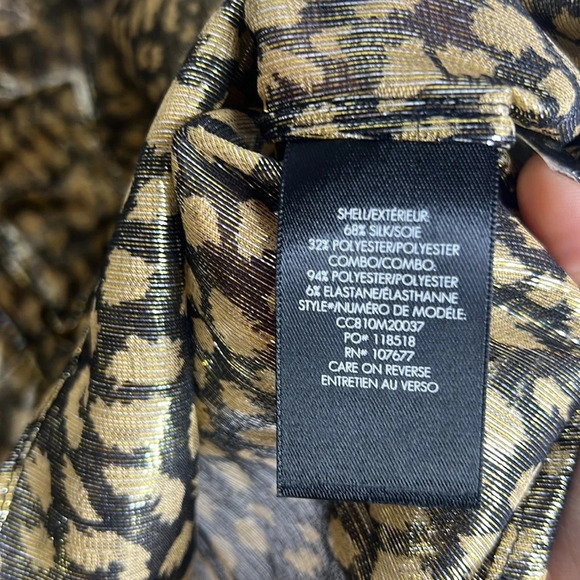 SHELL/EXTÉRIEUR:
68% SILK/SOIE
32% POLYESTER/POLYESTER
COMBO/COMBO:
94% POLYESTER/POLYESTER
6% ELASTANE/ÉLASTHANNE
STYLE#/NUMÉRO DE MODÈLE:
CC810M20037
PO# 118518
RN# 107677
CARE ON REVERSE
ENTRETIEN AU VERSO